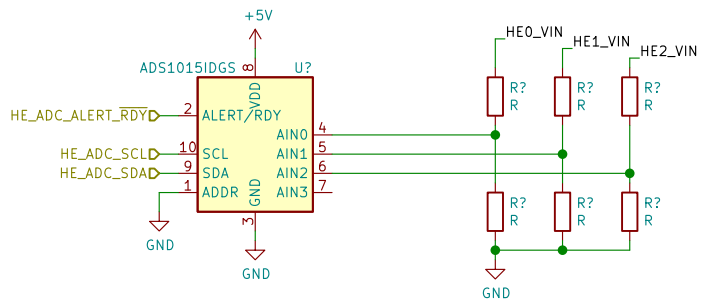 +5V
HE0_VIN
HE1_VIN
HE2_VIN
ADS1015IDGS
U?
8
VDD
R?
R
R?
R
R?
R
HE_ADC_ALERT_RDY
2
ALERT/RDY
AIN0
4
HE_ADC_SCL
10
SCL
AIN1
5
HE_ADC_SDA
9
SDA
AIN2
6
1
ADDR
GND
AIN3
7
R?
R
R?
R
R?
R
3
GND
GND
GND